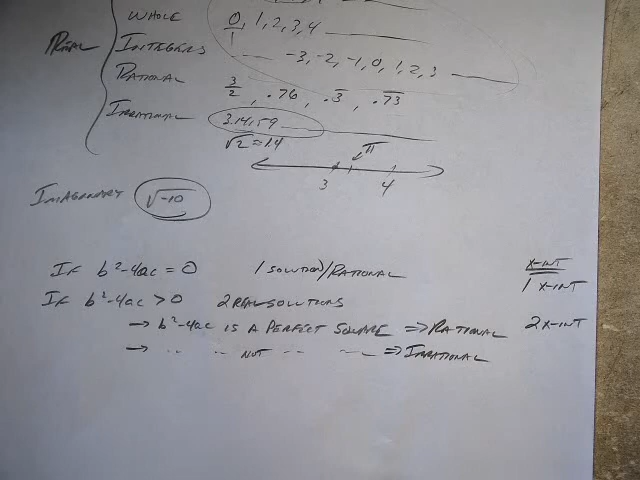 WHOLE 0, 1, 2, 3, 4
REAL INTEGERS -3, -2, -1, 0, 1, 2, 3
RATIONAL 3/2, .76, .3̅, .7̅3̅
IRRATIONAL 3.14159
√2 = 1.4
π
3 4
IMAGENARY √-10
IF b²-4ac = 0 1 SOLUTION/RATIONAL X-INT
1 X-INT
IF b²-4ac > 0 2 REAL SOLUTIONS
→ b²-4ac IS A PERFECT SQUARE ⇒ RATIONAL 2 X-INT
→ " " NOT " " ⇒ IRRATIONAL